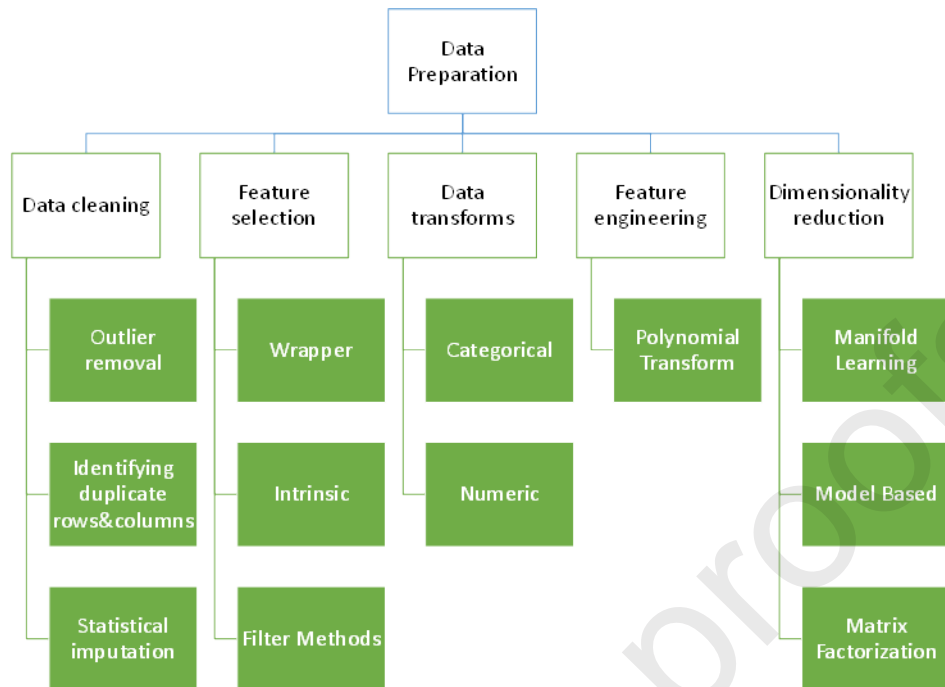 Data
Preparation
Data cleaning
Feature
selection
Data
transforms
Feature
engineering
Dimensionality
reduction
Outlier
removal
Wrapper
Categorical
Polynomial
Transform
Manifold
Learning
Identifying
duplicate
rows&columns
Intrinsic
Numeric
Model Based
Statistical
imputation
Filter Methods
Matrix
Factorization
proofs